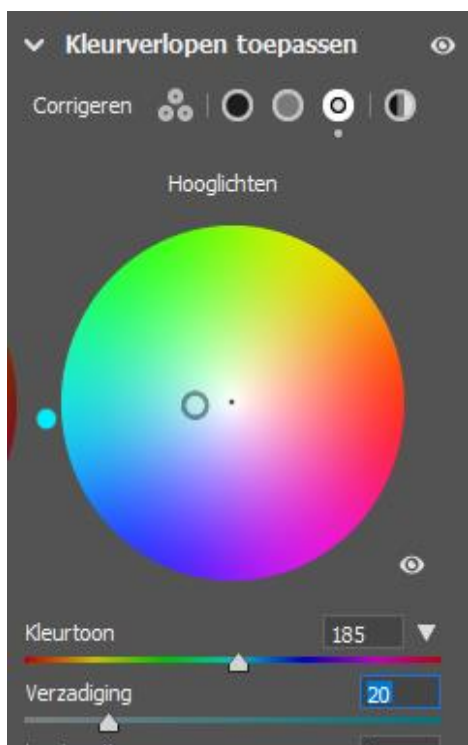 Kleurverlopen toepassen
Corrigeren
Hooglichten
Kleurtoon 185
Verzadiging 20